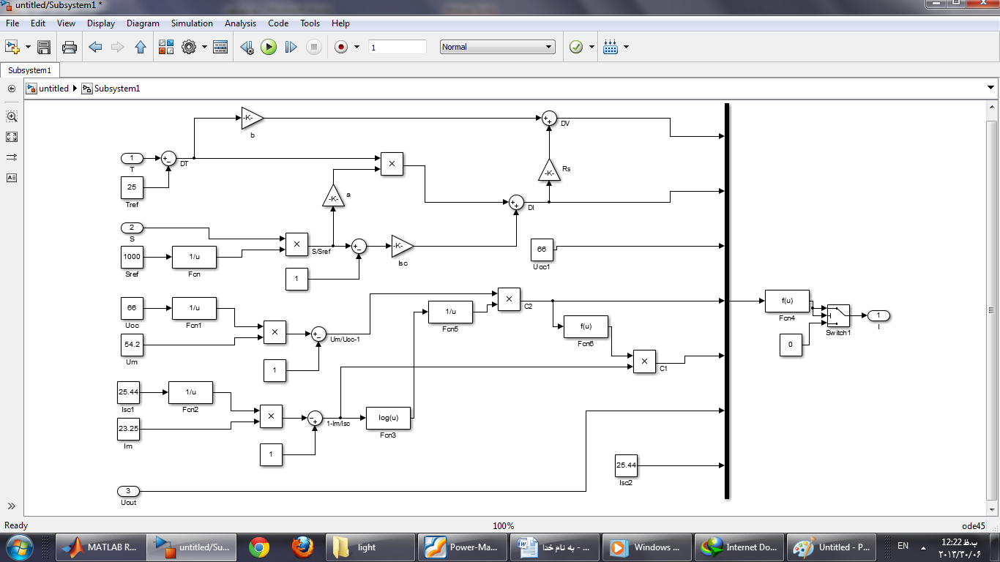 untitled/Subsystem1 *
File Edit View Display Diagram Simulation Analysis Code Tools Help
1 Normal
Subsystem1
untitled Subsystem1
-K-
b
DV
1
T
DT
×
-K-
Rs
25
Tref
-K-
a
DI
2
S
×
S/Sref
-K-
Isc
66
Uoc1
1000
Sref
1/u
Fcn
1
66
Uoc
1/u
Fcn1
×
C2
1/u
Fcn5
f(u)
Fcn4
Switch1
1
I
54.2
Um
×
Um/Uoc-1
f(u)
Fcn6
0
1
×
C1
25.44
Isc1
1/u
Fcn2
×
1-Im/Isc
log(u)
Fcn3
23.25
Im
1
25.44
Isc2
3
Uout
Ready 100% ode45
MATLAB R... untitled/Su... light Power-Ma... به نام خدا - ... Windows ... Internet Do... Untitled - P... EN 12:22 ب.ظ
۲۰۱۳/۳۰/۰۶